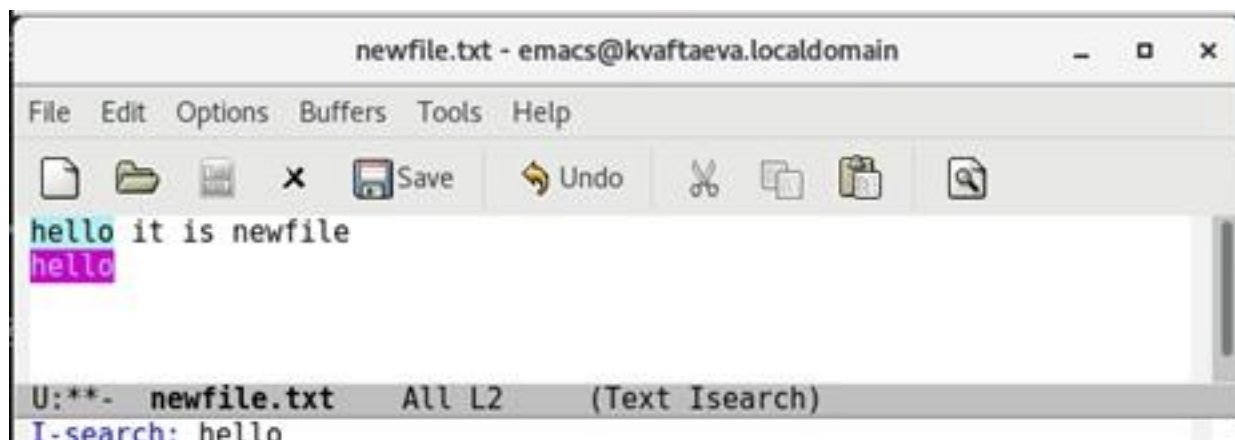 newfile.txt - emacs@kvaftaeva.localdomain
File Edit Options Buffers Tools Help
Save Undo
hello it is newfile
hello
U:**- newfile.txt All L2 (Text Isearch)
I-search: hello